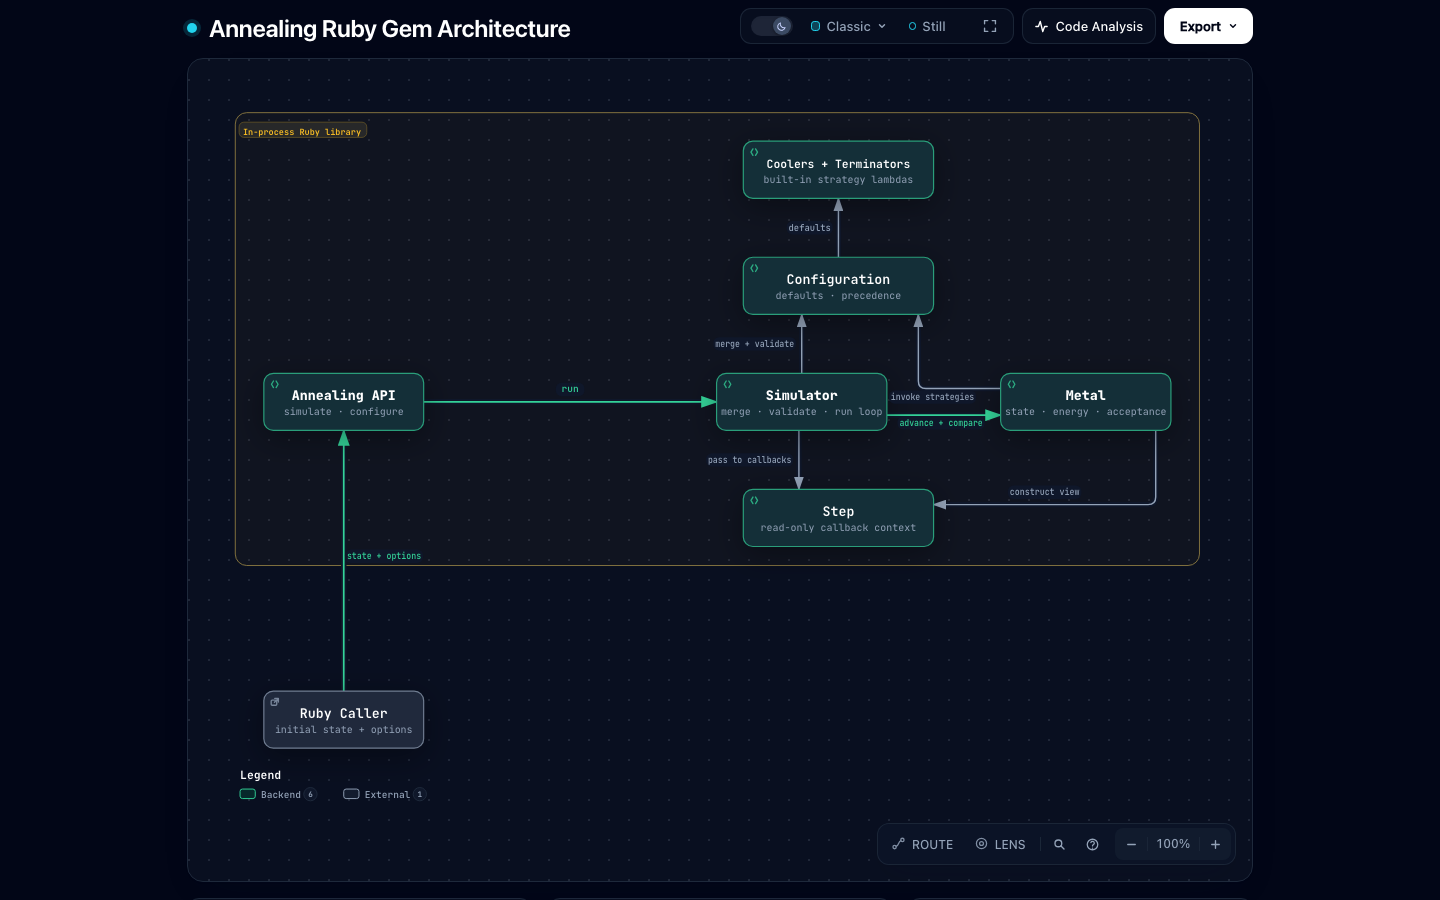 Annealing Ruby Gem Architecture
Classic
Still
Code Analysis
Export
In-process Ruby library
Coolers + Terminators
built-in strategy lambdas
defaults
Configuration
defaults · precedence
merge + validate
Annealing API
simulate · configure
run
Simulator
merge · validate · run loop
invoke strategies
advance + compare
Metal
state · energy · acceptance
pass to callbacks
construct view
Step
read-only callback context
state + options
Ruby Caller
initial state + options
Legend
Backend 6
External 1
ROUTE
LENS
100%